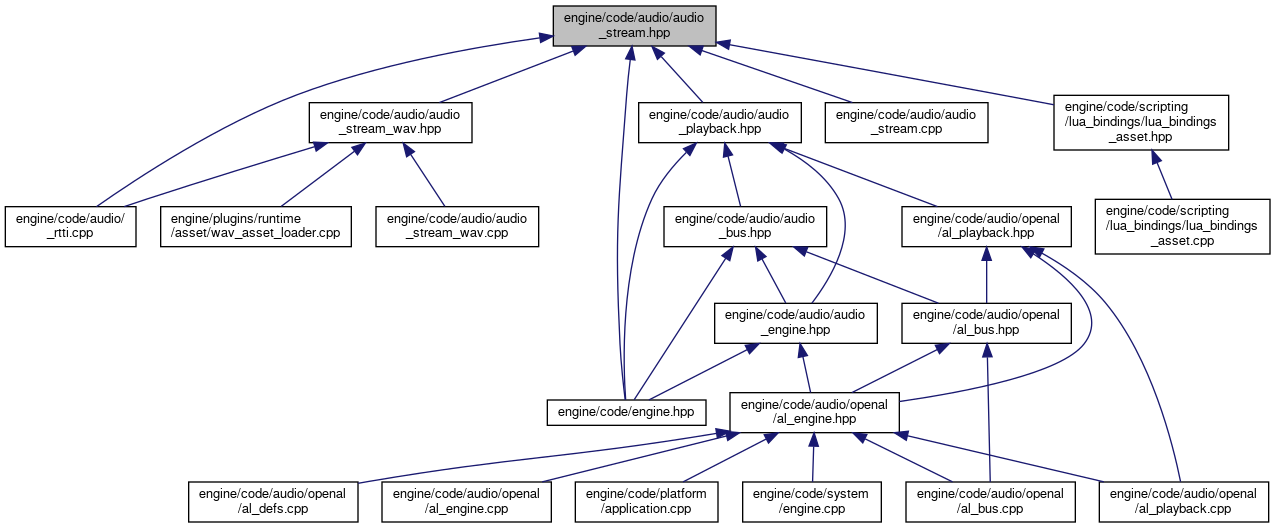 engine/code/audio/audio
_stream.hpp
engine/code/audio/audio
_stream_wav.hpp
engine/code/audio/audio
_playback.hpp
engine/code/audio/audio
_stream.cpp
engine/code/scripting
/lua_bindings/lua_bindings
_asset.hpp
engine/code/audio/
_rtti.cpp
engine/plugins/runtime
/asset/wav_asset_loader.cpp
engine/code/audio/audio
_stream_wav.cpp
engine/code/audio/audio
_bus.hpp
engine/code/audio/openal
/al_playback.hpp
engine/code/scripting
/lua_bindings/lua_bindings
_asset.cpp
engine/code/audio/audio
_engine.hpp
engine/code/audio/openal
/al_bus.hpp
engine/code/engine.hpp
engine/code/audio/openal
/al_engine.hpp
engine/code/audio/openal
/al_defs.cpp
engine/code/audio/openal
/al_engine.cpp
engine/code/platform
/application.cpp
engine/code/system
/engine.cpp
engine/code/audio/openal
/al_bus.cpp
engine/code/audio/openal
/al_playback.cpp